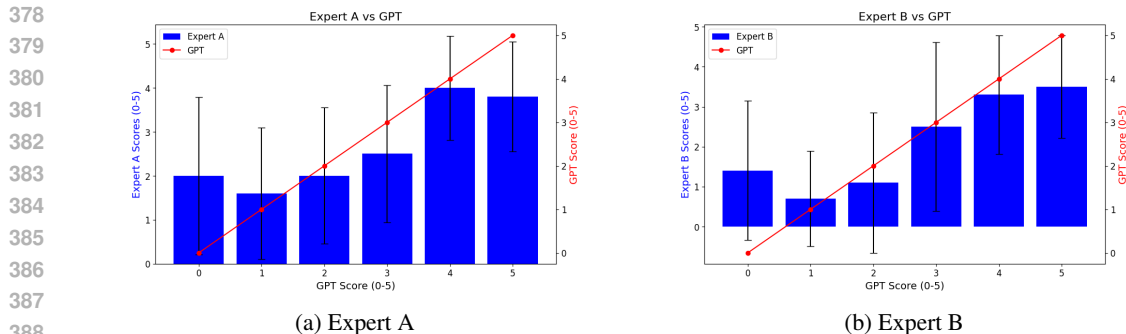 378
379
380
381
382
383
384
385
386
387
388
Expert A vs GPT
Expert A
GPT
Expert A Scores (0-5)
5
4
3
2
1
0
5
4
3
2
1
0
GPT Score (0-5)
0 1 2 3 4 5
GPT Score (0-5)
(a) Expert A
Expert B vs GPT
Expert B
GPT
Expert B Scores (0-5)
5
4
3
2
1
0
5
4
3
2
1
0
GPT Score (0-5)
0 1 2 3 4 5
GPT Score (0-5)
(b) Expert B